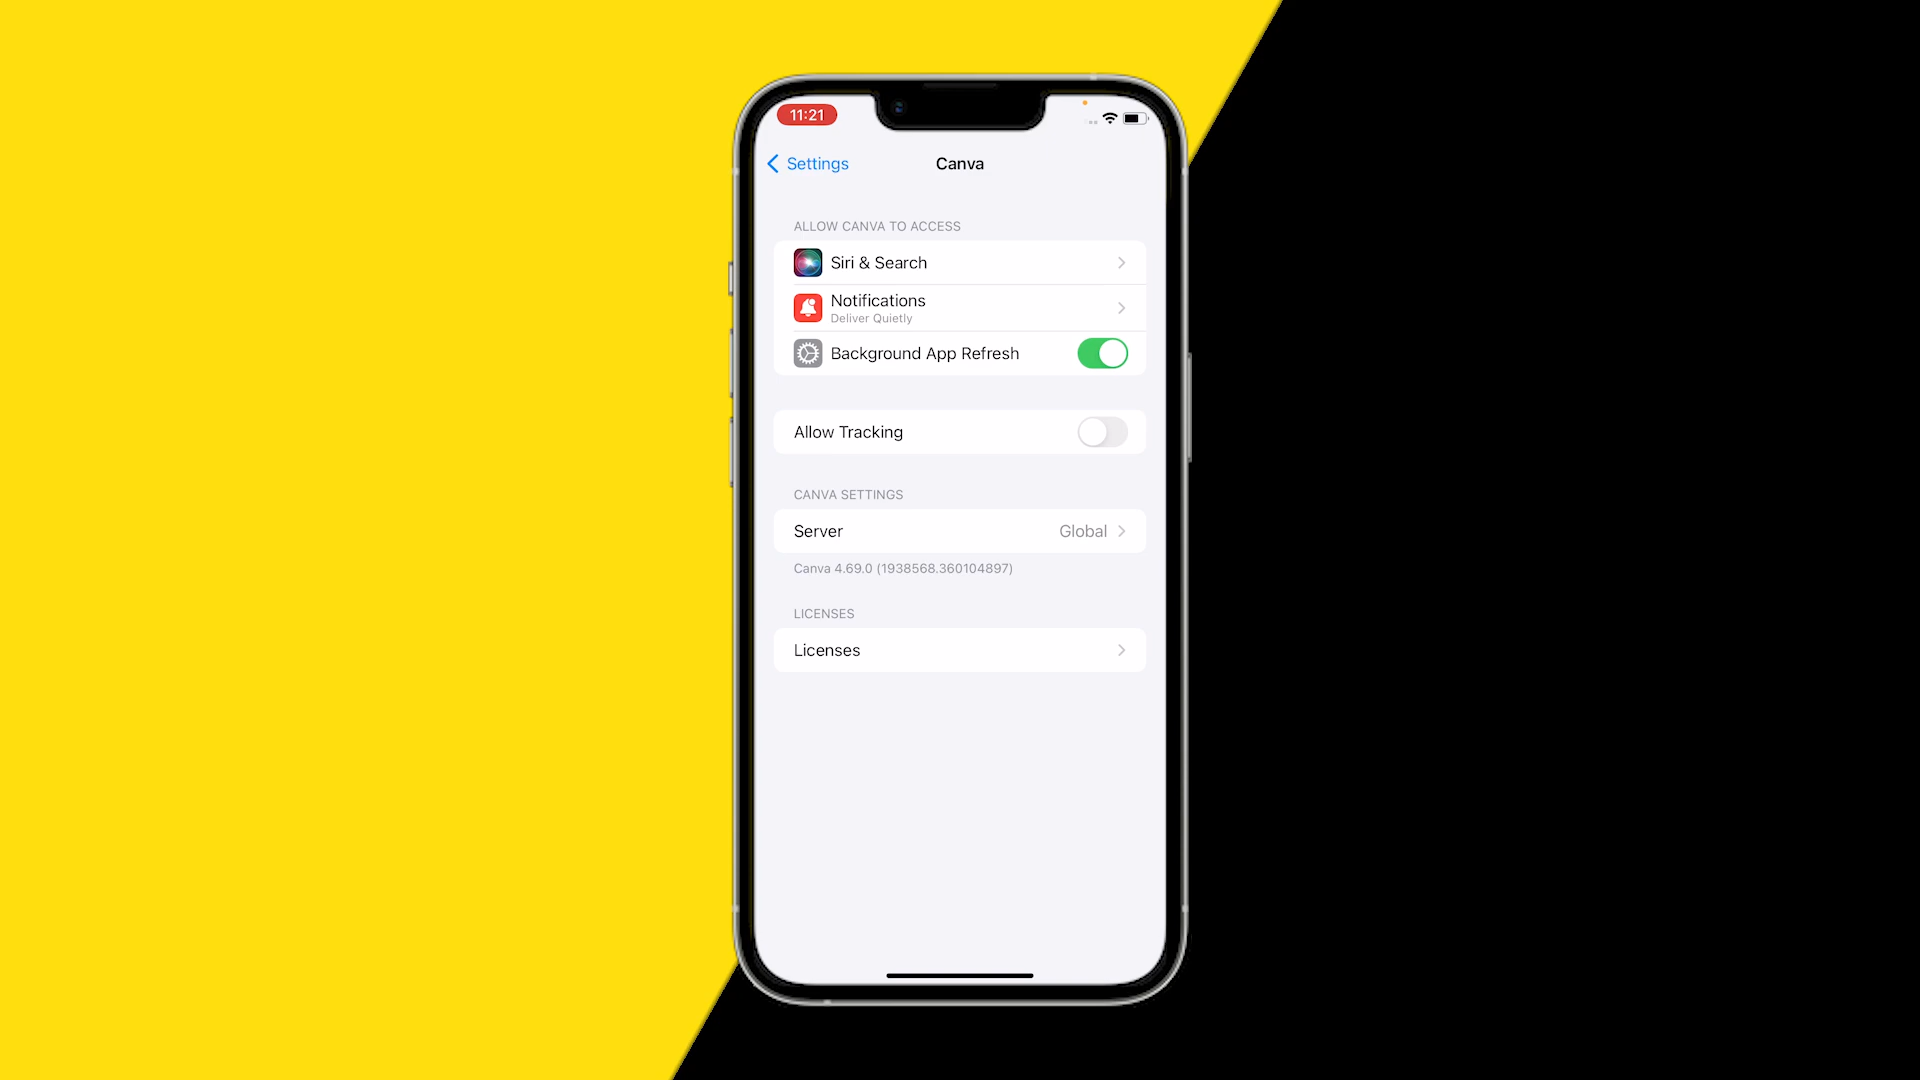 11:21
Settings
Canva
ALLOW CANVA TO ACCESS
Siri & Search
Notifications
Deliver Quietly
Background App Refresh
Allow Tracking
CANVA SETTINGS
Server
Global
Canva 4.69.0 (1938568.360104897)
LICENSES
Licenses